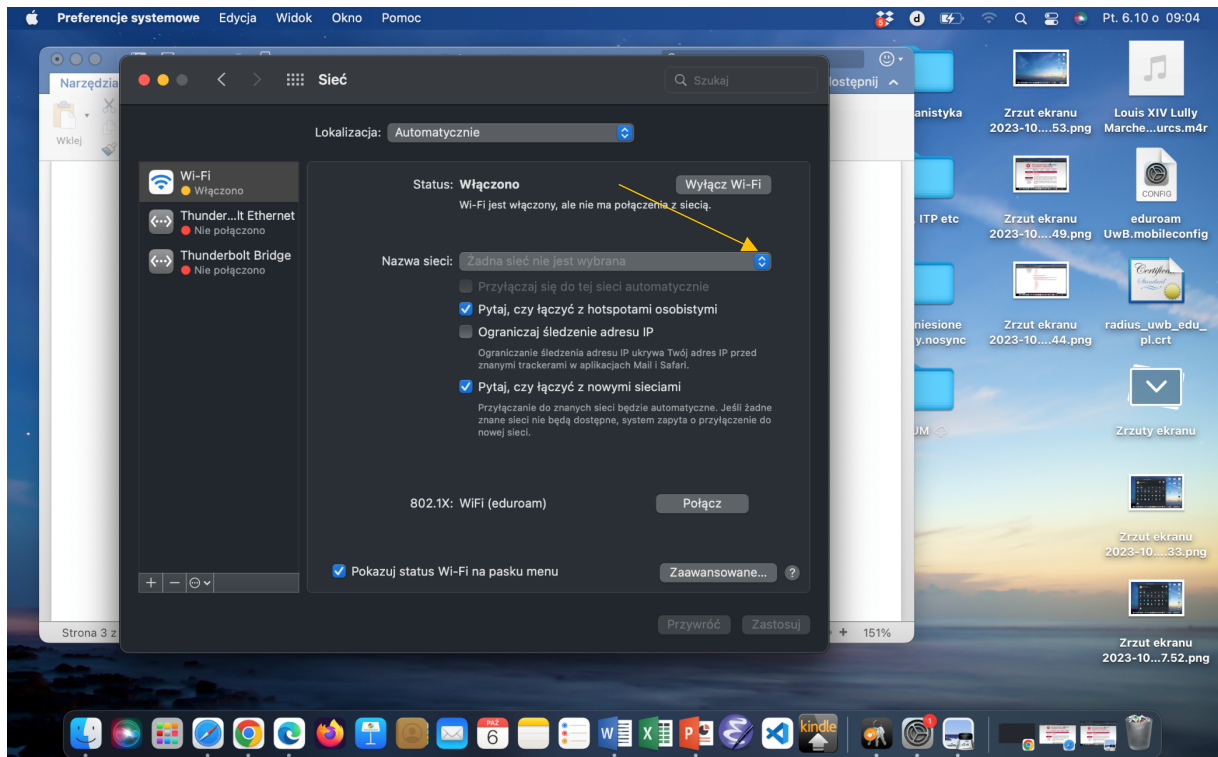 Preferencje systemowe Edycja Widok Okno Pomoc
Pt. 6.10 o 09:04
Narzędzia
Wklej
Sieć
Szukaj
Lokalizacja: Automatycznie
Wi-Fi
Włączono
Thunder...lt Ethernet
Nie połączono
Thunderbolt Bridge
Nie połączono
Status: Włączono
Wyłącz Wi-Fi
Wi-Fi jest włączony, ale nie ma połączenia z siecią.
Nazwa sieci: Żadna sieć nie jest wybrana
Przyłączaj się do tej sieci automatycznie
Pytaj, czy łączyć z hotspotami osobistymi
Ograniczaj śledzenie adresu IP
Ograniczanie śledzenia adresu IP ukrywa Twój adres IP przed
znanymi trackerami w aplikacjach Mail i Safari.
Pytaj, czy łączyć z nowymi sieciami
Przyłączanie do znanych sieci będzie automatyczne. Jeśli żadne
znane sieci nie będą dostępne, system zapyta o przyłączenie do
nowej sieci.
802.1X: WiFi (eduroam)
Połącz
Pokazuj status Wi-Fi na pasku menu
Zaawansowane...
?
Przywróć
Zastosuj
Strona 3 z
151%
dostępnij
anistyka
ITP etc
niesione
y.nosync
UM
Zrzut ekranu
2023-10....53.png
Zrzut ekranu
2023-10....49.png
Zrzut ekranu
2023-10....44.png
Louis XIV Lully
Marche...urcs.m4r
CONFIG
eduroam
UwB.mobileconfig
radius_uwb_edu_
pl.crt
Zrzuty ekranu
Zrzut ekranu
2023-10....33.png
Zrzut ekranu
2023-10...7.52.png
PAŹ
6
kindle
1